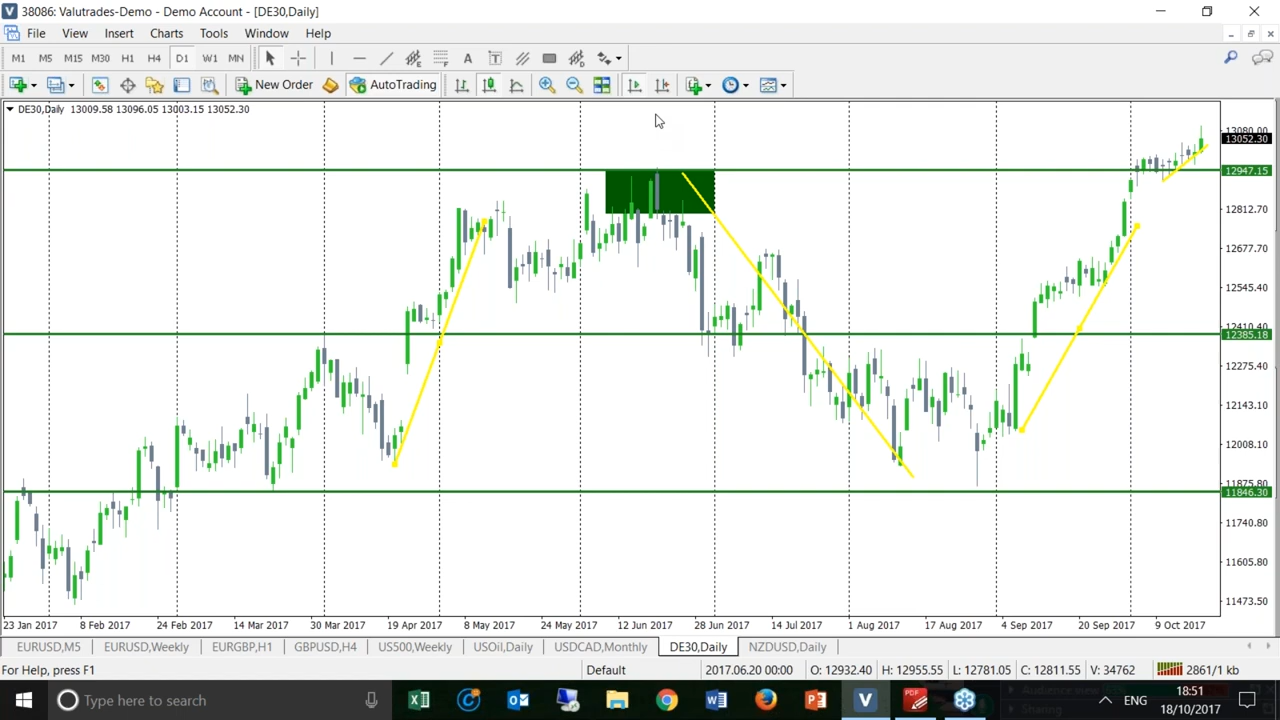 38086: Valutrades-Demo - Demo Account - [DE30,Daily]
File View Insert Charts Tools Window Help
M1 M5 M15 M30 H1 H4 D1 W1 MN A T
New Order AutoTrading
DE30,Daily 13009.58 13096.05 13003.15 13052.30
13080.00
13052.30
12947.15
12812.70
12677.70
12545.40
12410.40
12385.18
12275.40
12143.10
12008.10
11875.80
11846.30
11740.80
11605.80
11473.50
23 Jan 2017 8 Feb 2017 24 Feb 2017 14 Mar 2017 30 Mar 2017 19 Apr 2017 8 May 2017 24 May 2017 12 Jun 2017 28 Jun 2017 14 Jul 2017 1 Aug 2017 17 Aug 2017 4 Sep 2017 20 Sep 2017 9 Oct 2017
EURUSD,M5 EURUSD,Weekly EURGBP,H1 GBPUSD,H4 US500,Weekly USOil,Daily USDCAD,Monthly DE30,Daily NZDUSD,Daily
For Help, press F1 Default 2017.06.20 00:00 O: 12932.40 H: 12955.55 L: 12781.05 C: 12811.55 V: 34762 2861/1 kb
Type here to search ENG 18:51
18/10/2017